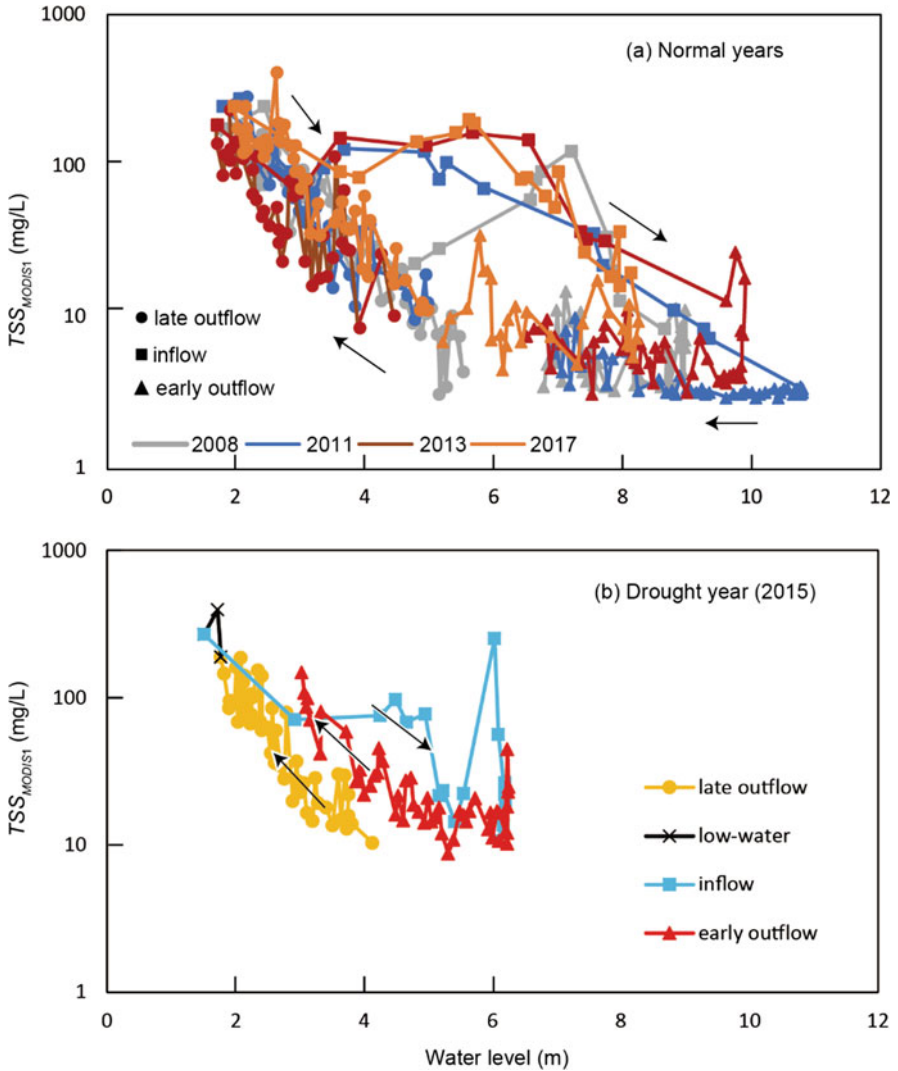 1000
(a) Normal years
100
TSS_MODIS1 (mg/L)
10
late outflow
inflow
early outflow
2008 2011 2013 2017
1
0 2 4 6 8 10 12
1000
(b) Drought year (2015)
100
TSS_MODIS1 (mg/L)
late outflow
low-water
10
inflow
early outflow
1
0 2 4 6 8 10 12
Water level (m)